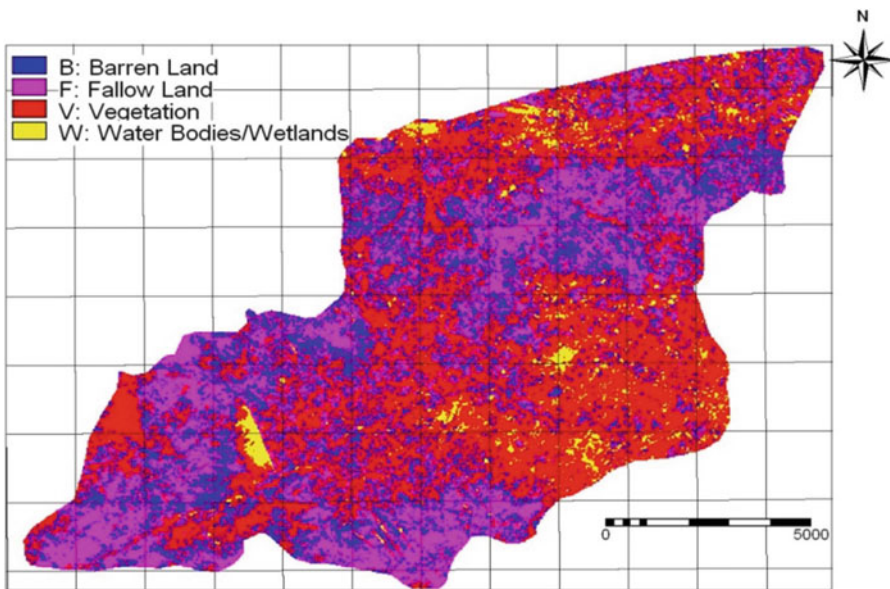 N
B: Barren Land
F: Fallow Land
V: Vegetation
W: Water Bodies/Wetlands
0 5000